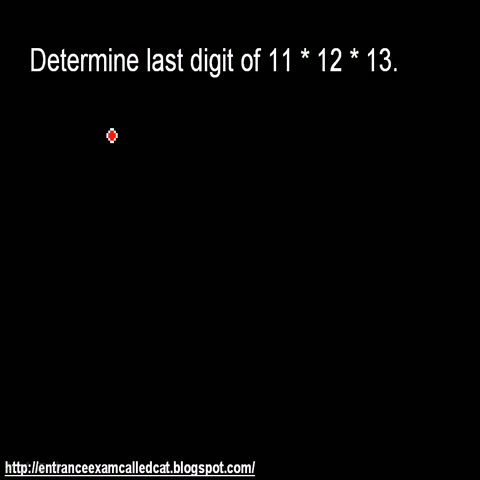 Determine last digit of 11 * 12 * 13.
http://entranceexamcalledcat.blogspot.com/